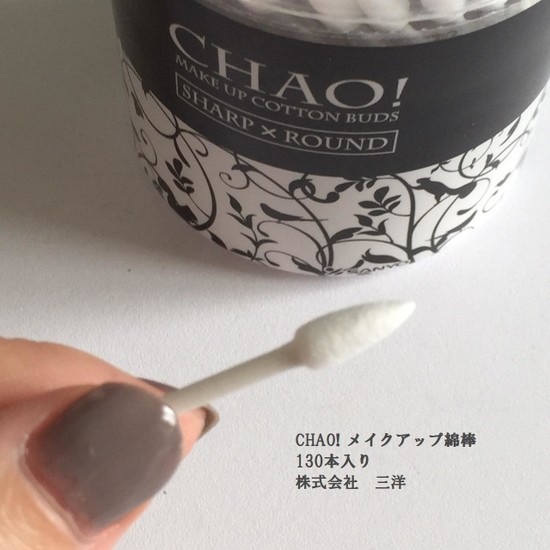 CHAO!
MAKE UP COTTON BUDS
SHARP × ROUND
CHAO! メイクアップ綿棒
130本入り
株式会社　三洋